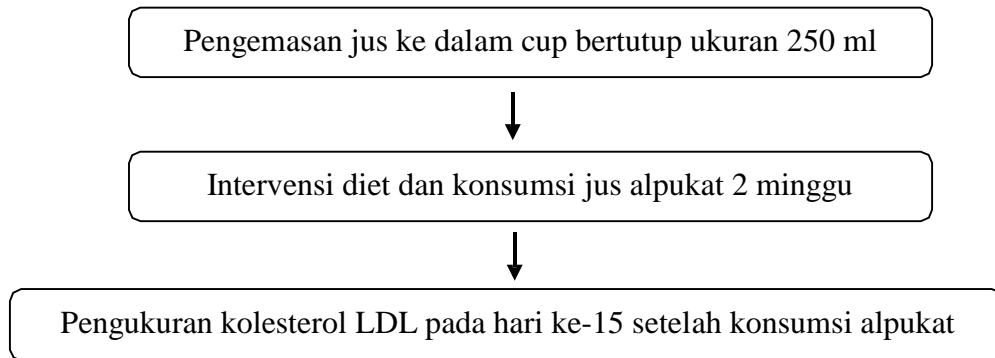 Pengemasan jus ke dalam cup bertutup ukuran 250 ml
Intervensi diet dan konsumsi jus alpukat 2 minggu
Pengukuran kolesterol LDL pada hari ke-15 setelah konsumsi alpukat